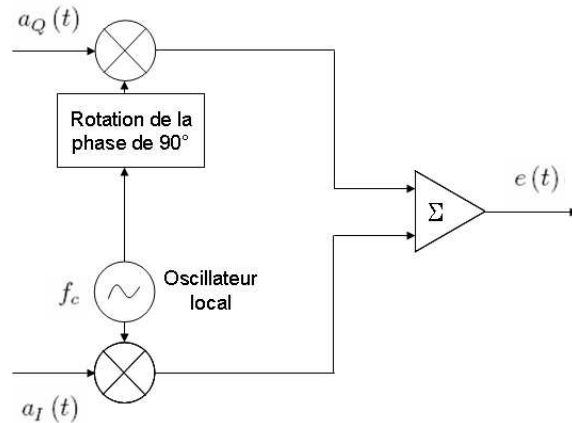 a_Q (t)
Rotation de la
phase de 90°
e (t)
Σ
f_c
Oscillateur
local
a_I (t)